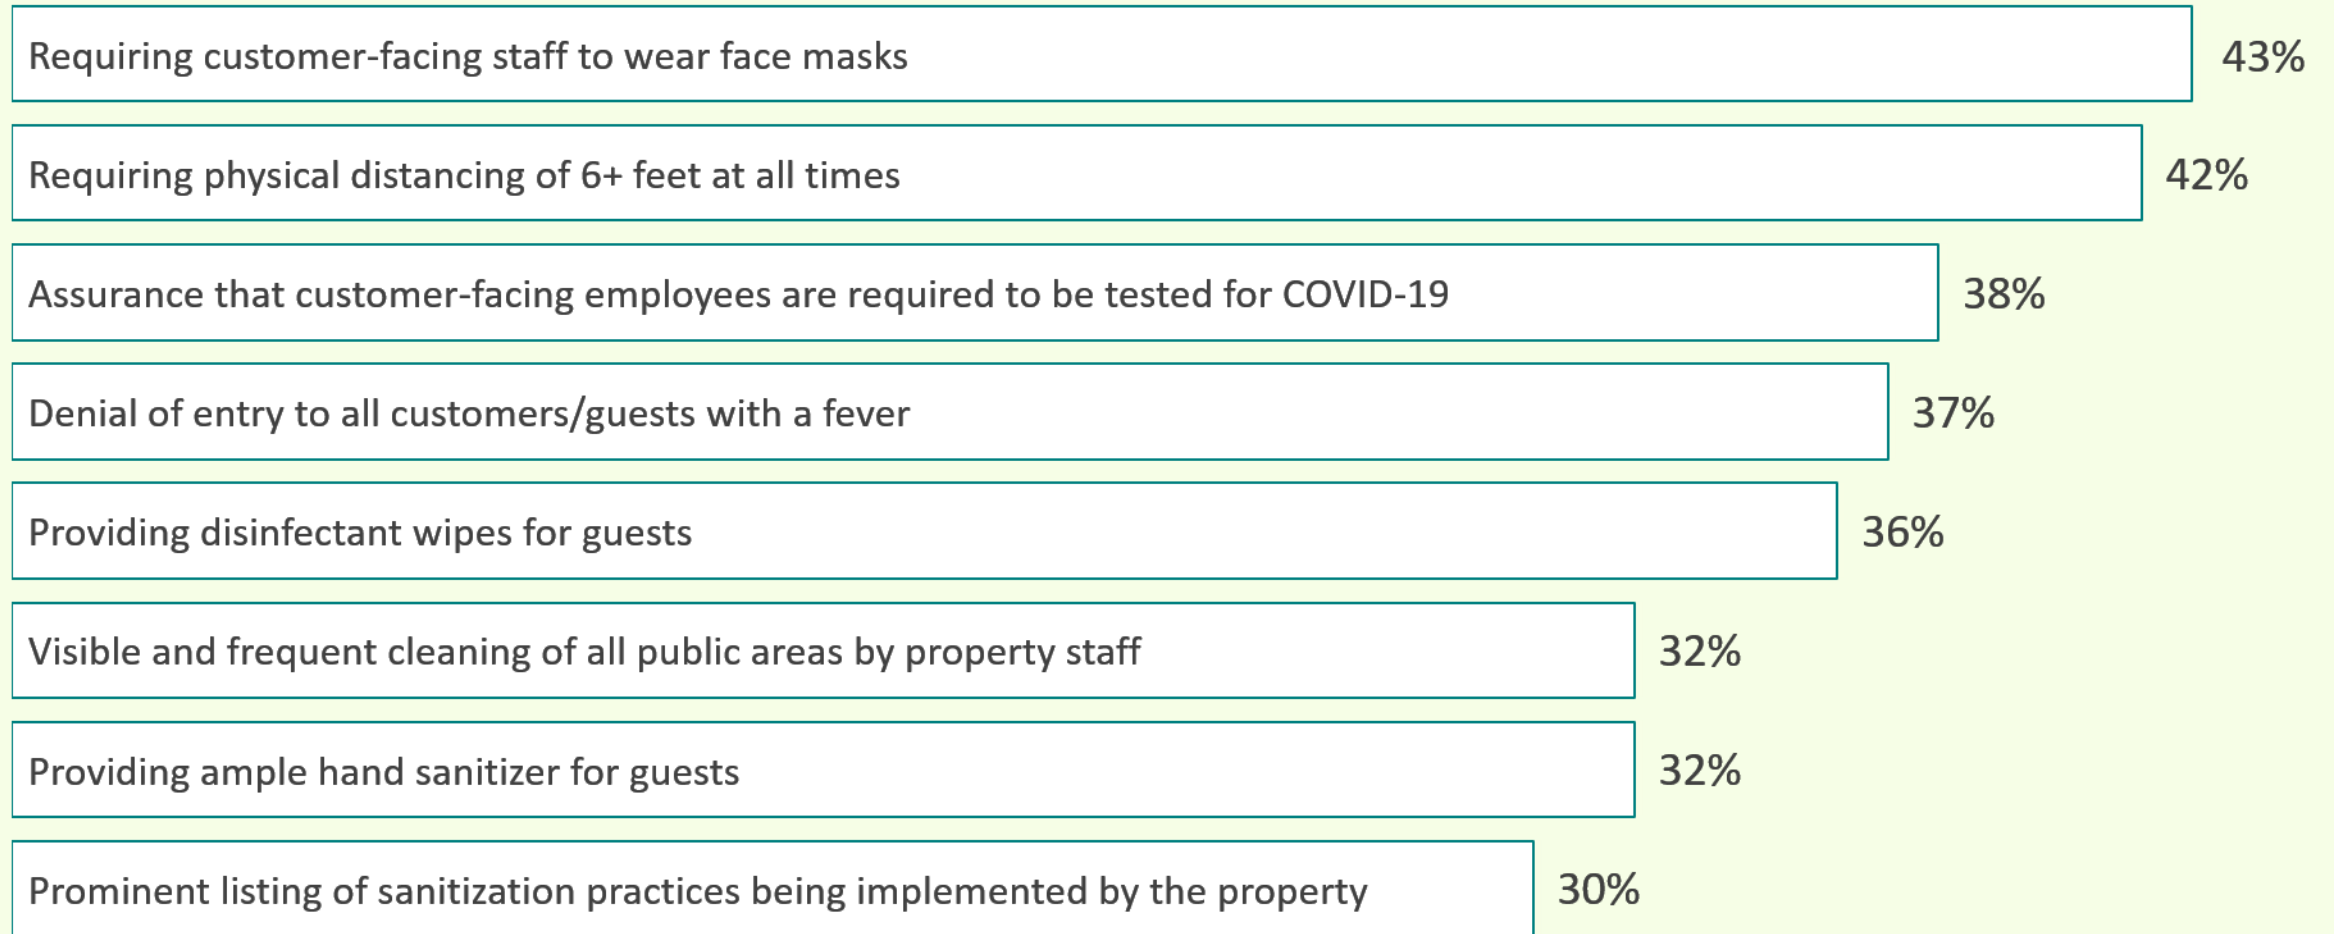 Requiring customer-facing staff to wear face masks 43%
Requiring physical distancing of 6+ feet at all times 42%
Assurance that customer-facing employees are required to be tested for COVID-19 38%
Denial of entry to all customers/guests with a fever 37%
Providing disinfectant wipes for guests 36%
Visible and frequent cleaning of all public areas by property staff 32%
Providing ample hand sanitizer for guests 32%
Prominent listing of sanitization practices being implemented by the property 30%